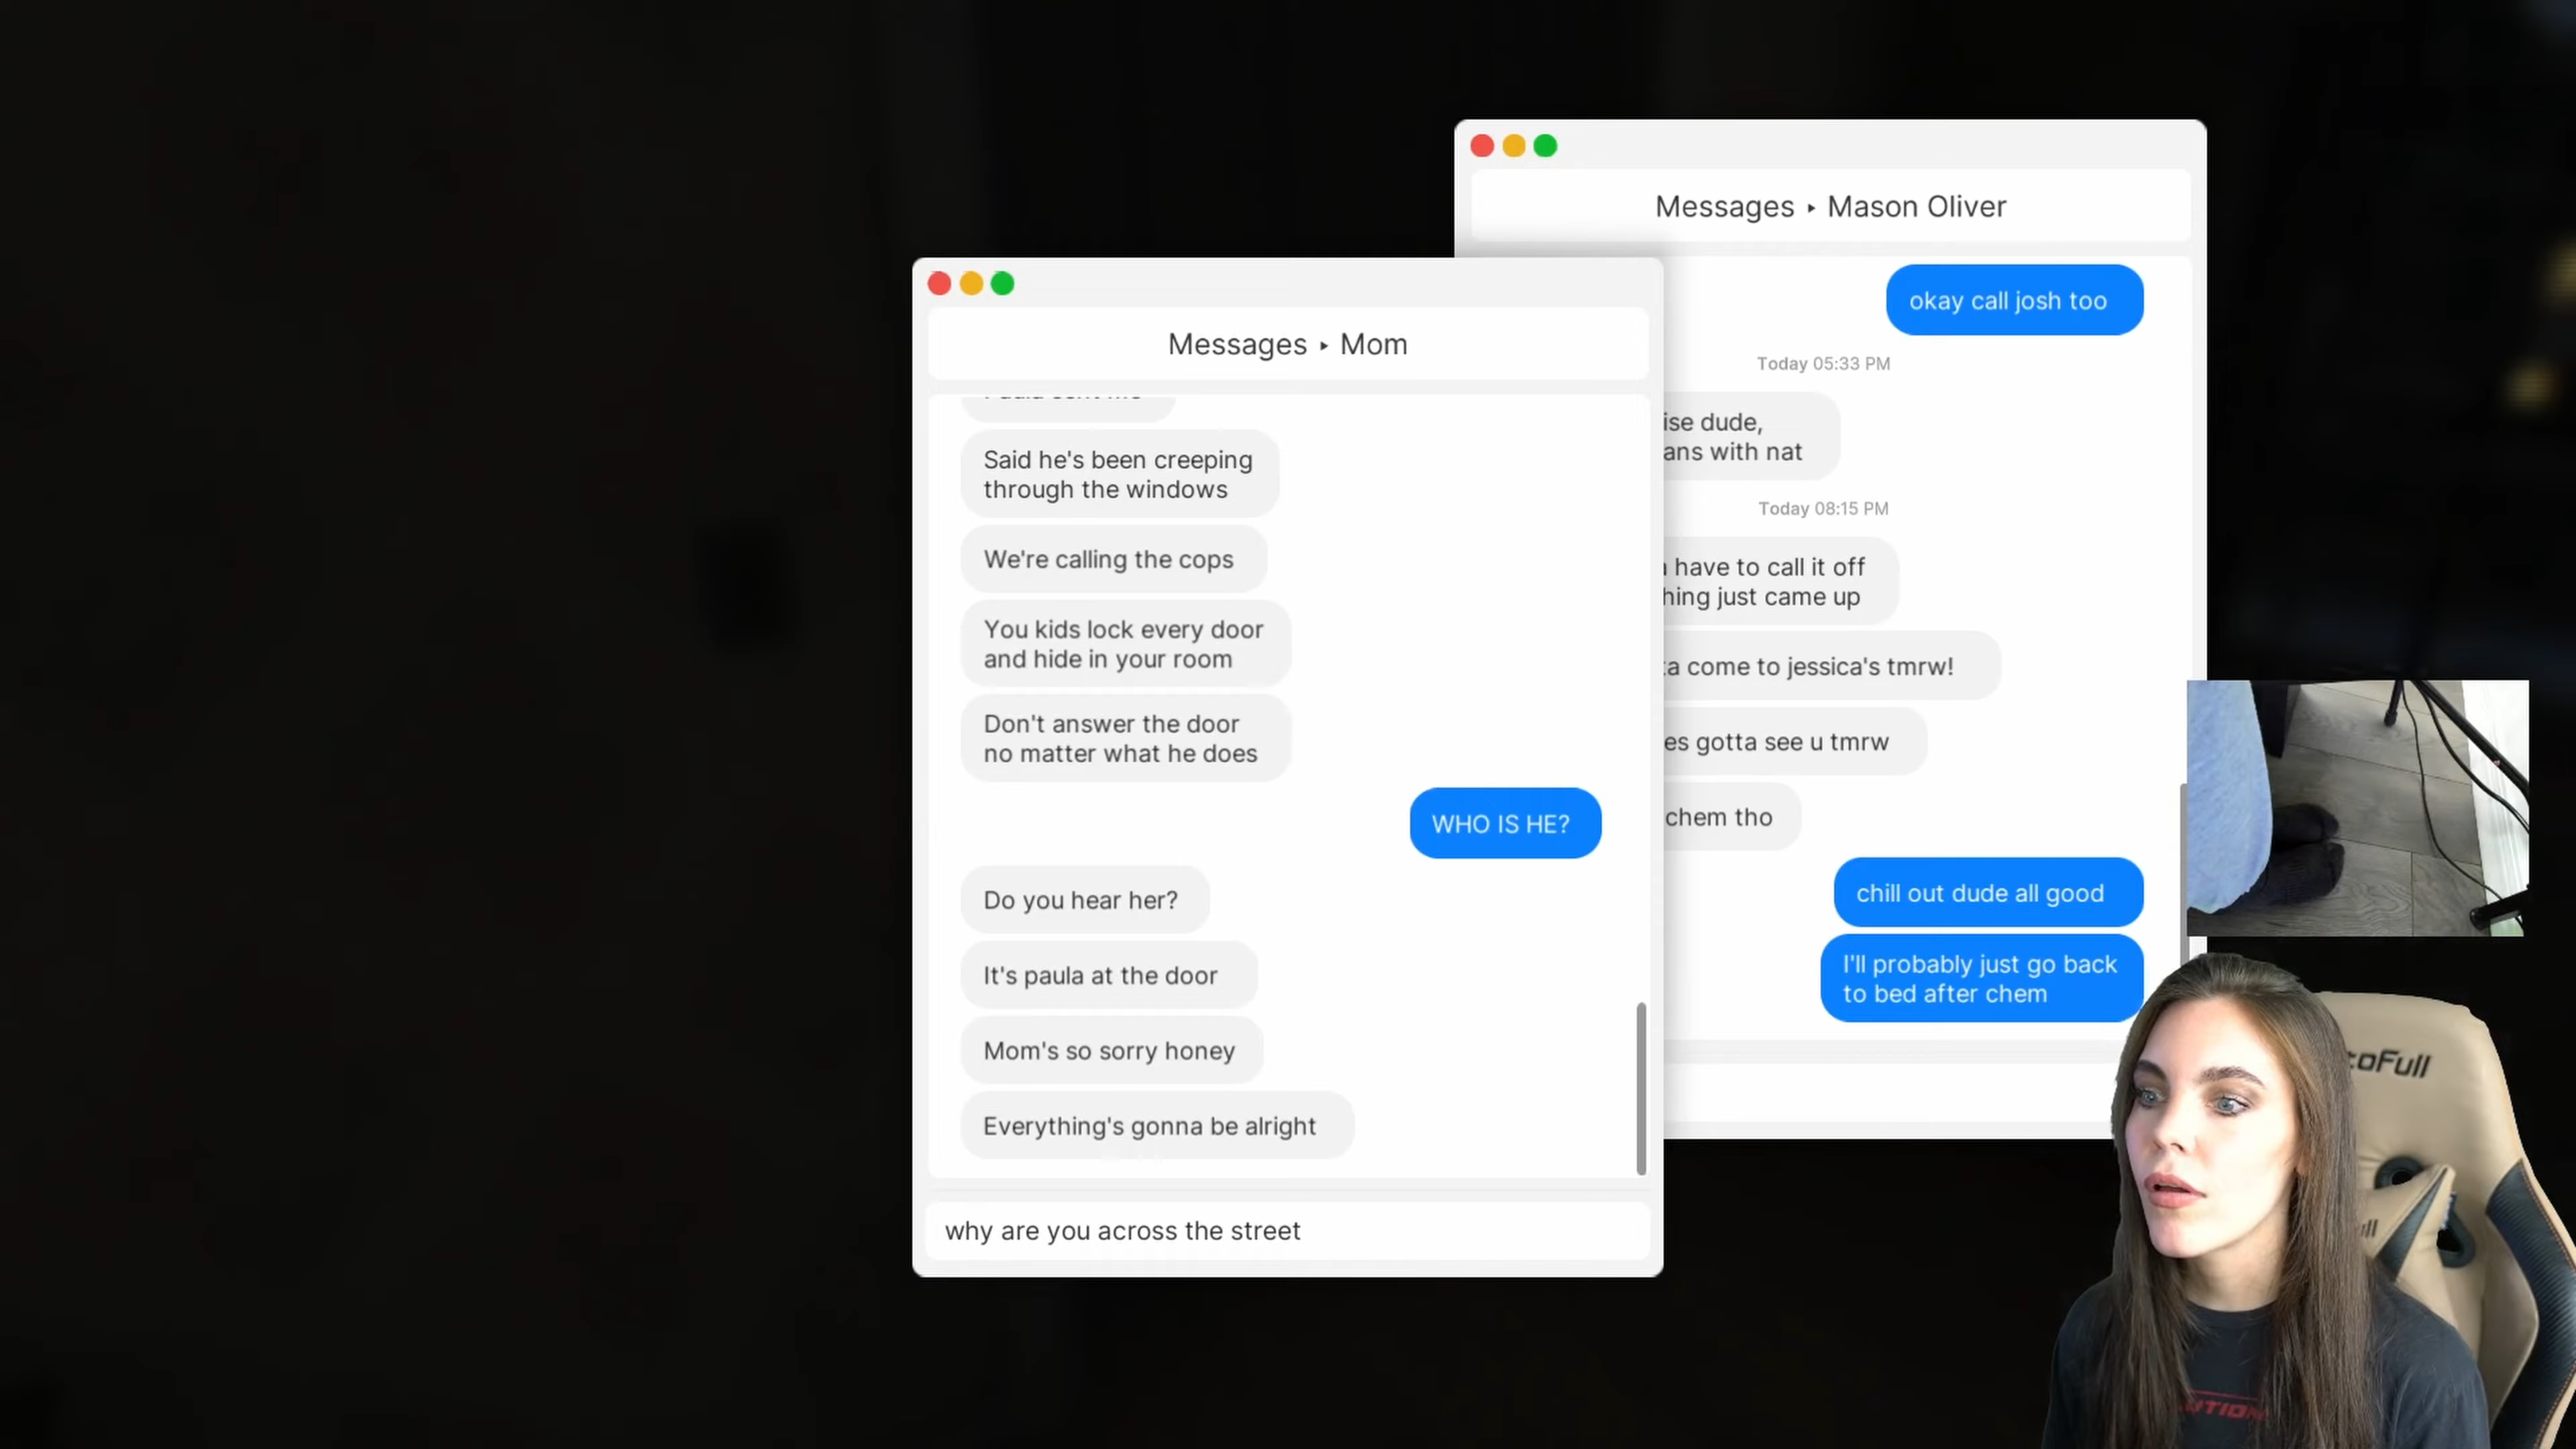 Messages ▸ Mason Oliver
okay call josh too
Today 05:33 PM
dude,
with nat
Today 08:15 PM
have to call it off
just came up
come to jessica's tmrw!
gotta see u tmrw
chem tho
chill out dude all good
I'll probably just go back
to bed after chem
Messages ▸ Mom
Said he's been creeping
through the windows
We're calling the cops
You kids lock every door
and hide in your room
Don't answer the door
no matter what he does
WHO IS HE?
Do you hear her?
It's paula at the door
Mom's so sorry honey
Everything's gonna be alright
why are you across the street